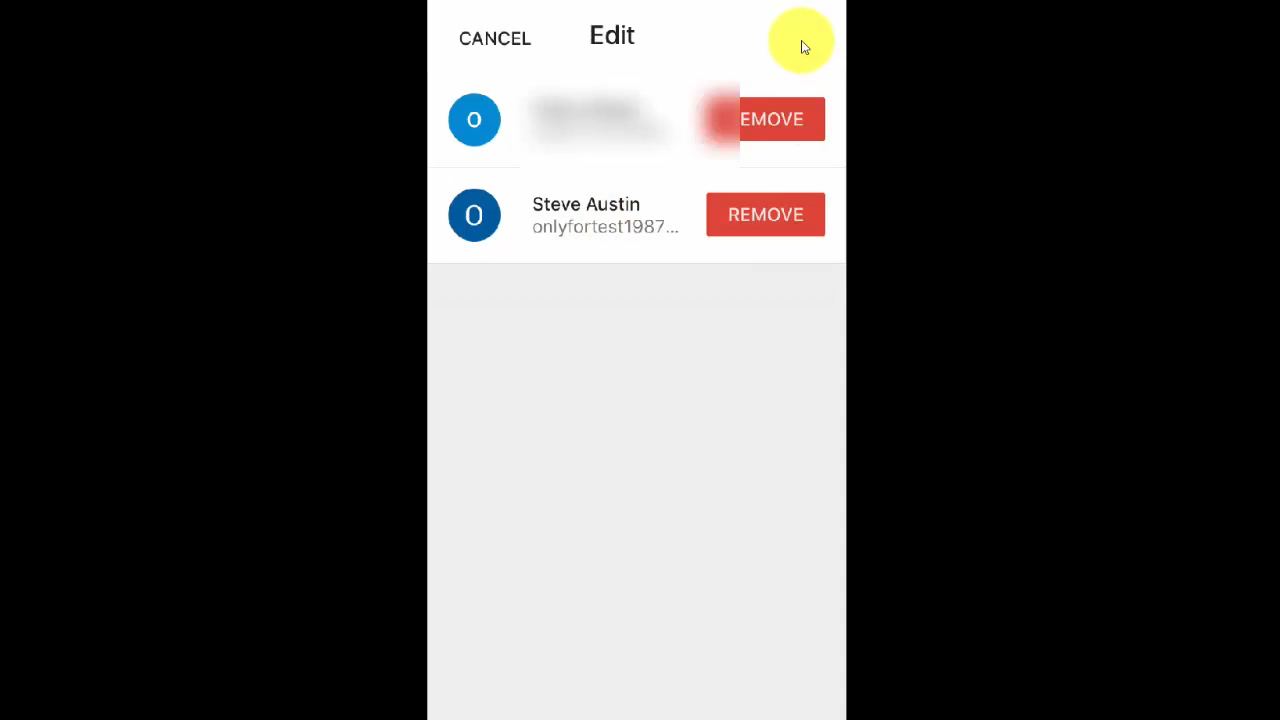 CANCEL Edit
O
EMOVE
O
Steve Austin
onlyfortest1987...
REMOVE